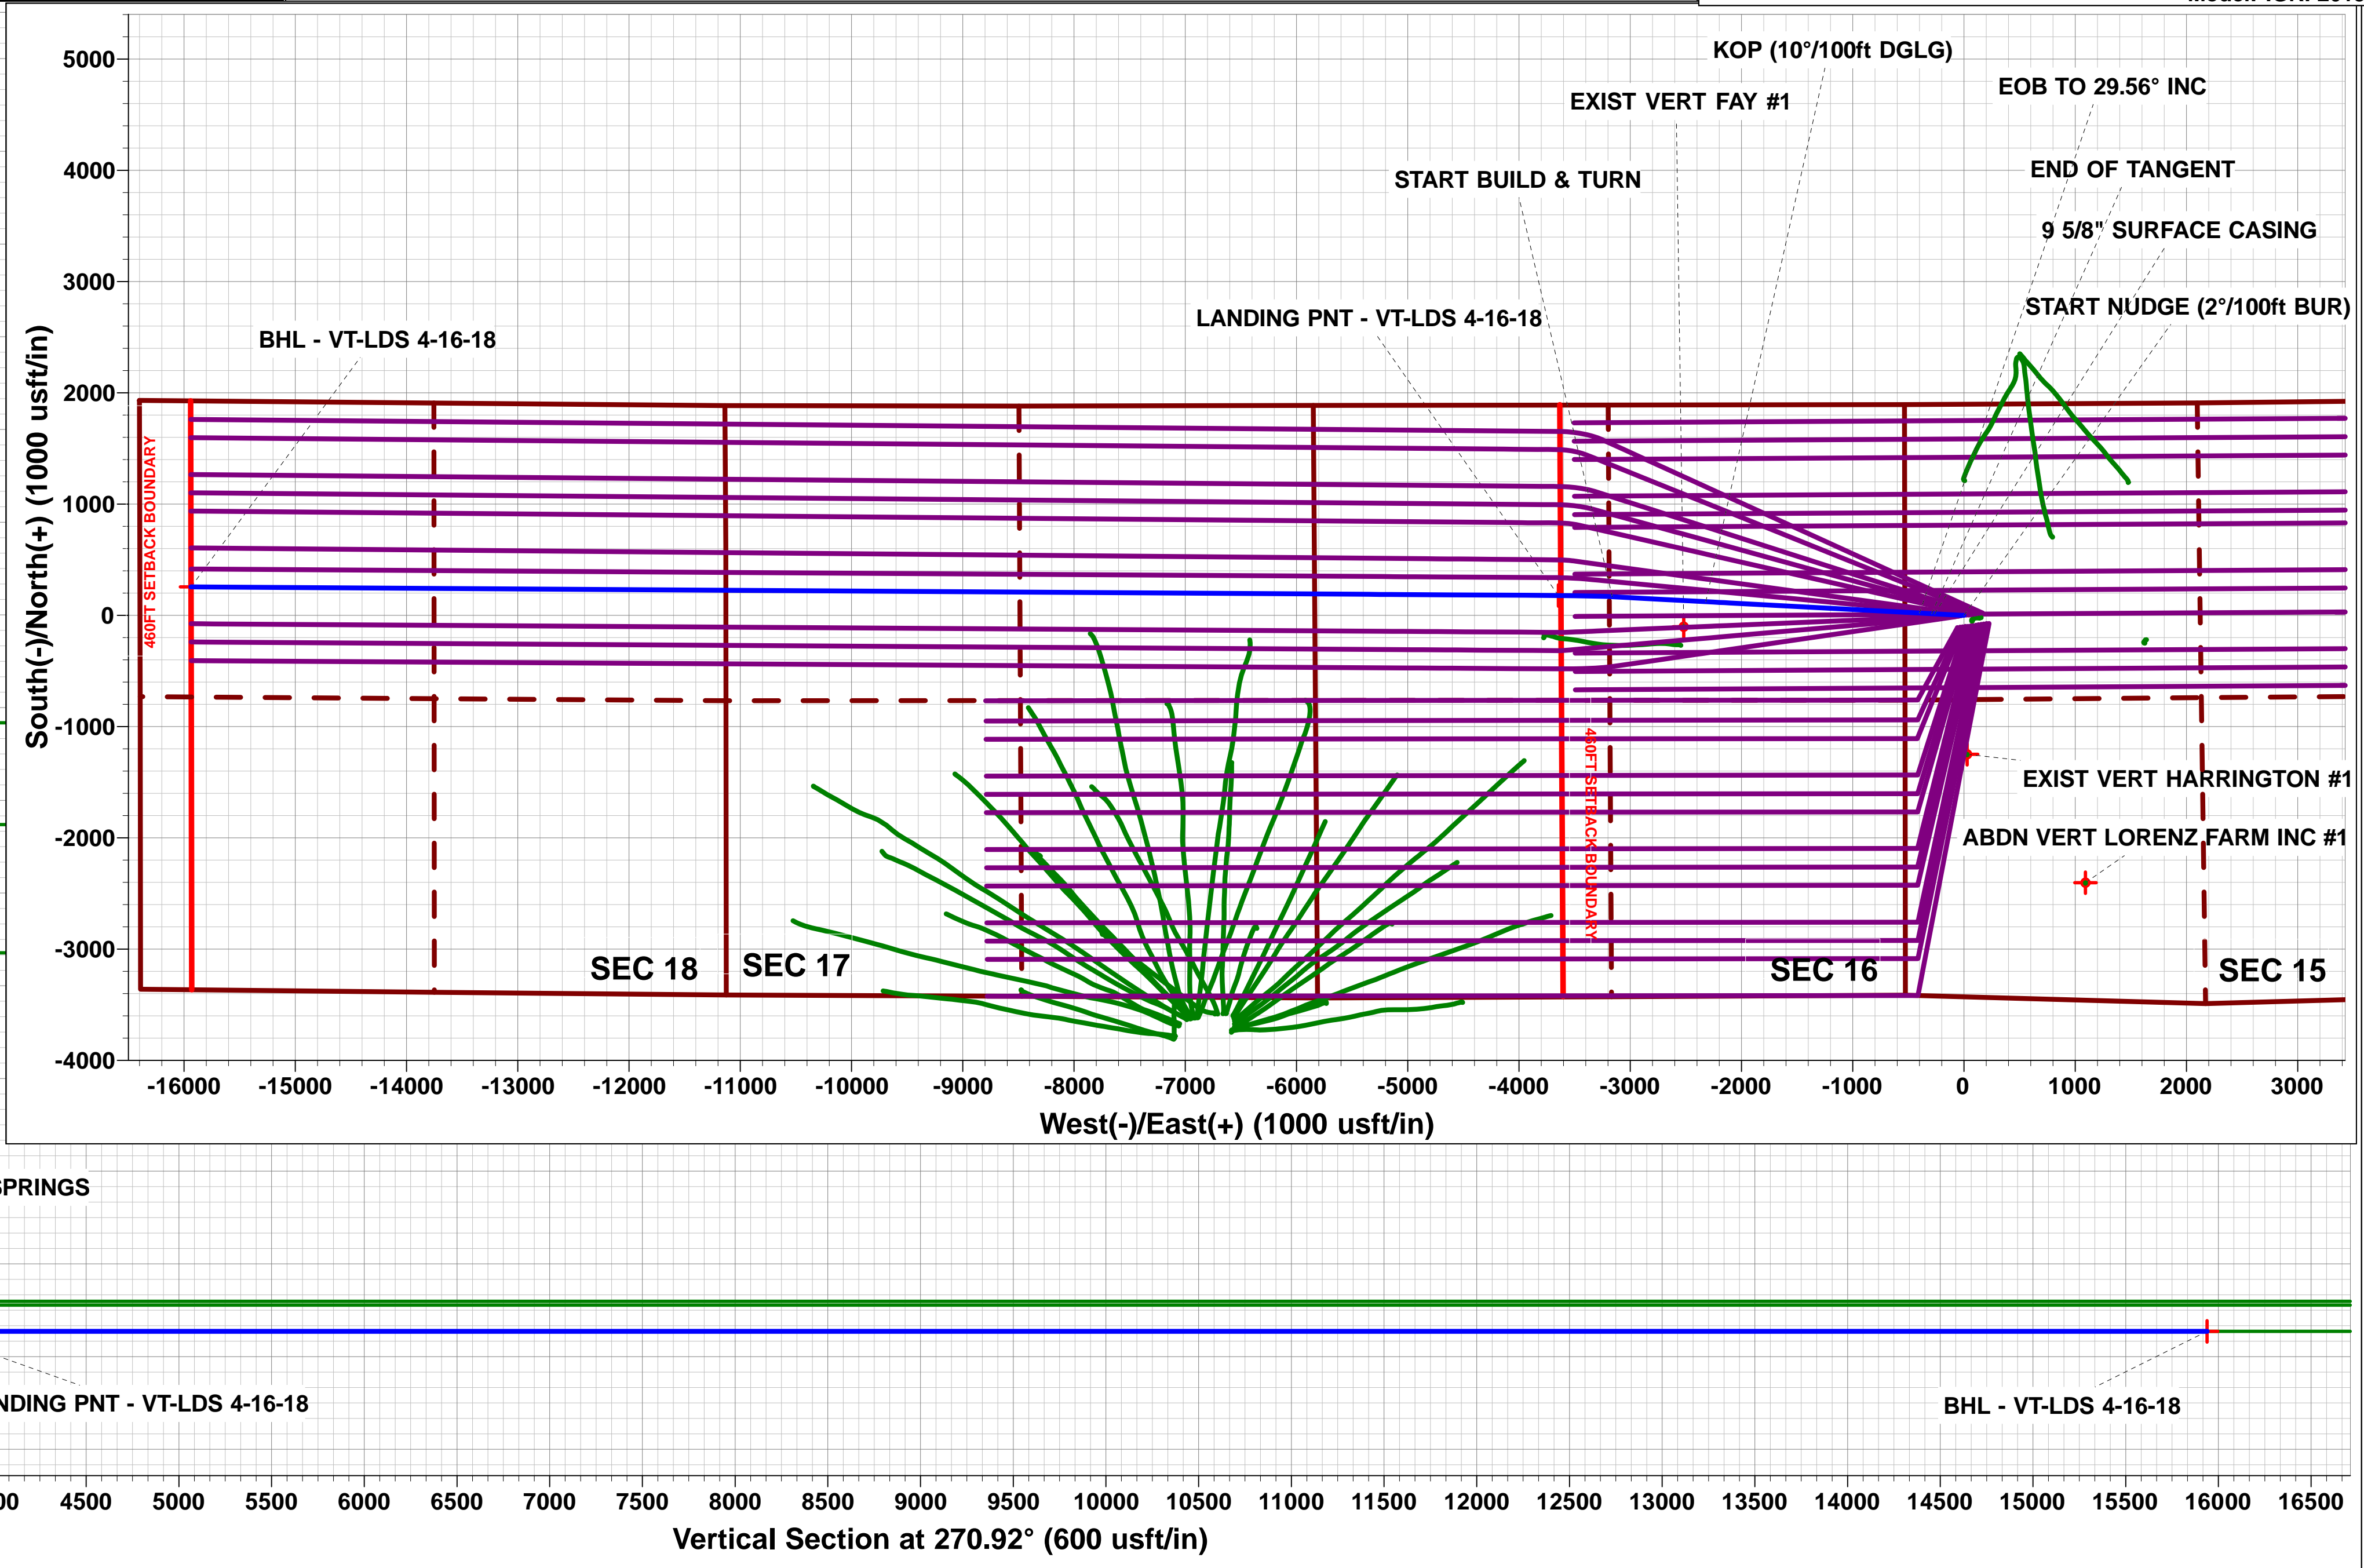 KOP (10°/100ft DGLG)
EOB TO 29.56° INC
EXIST VERT FAY #1
END OF TANGENT
START BUILD & TURN
9 5/8" SURFACE CASING
START NUDGE (2°/100ft BUR)
LANDING PNT - VT-LDS 4-16-18
BHL - VT-LDS 4-16-18
5000
4000
3000
2000
1000
0
-1000
-2000
-3000
-4000
South(-)/North(+) (1000 usft/in)
460FT SETBACK BOUNDARY
460FT SETBACK BOUNDARY
EXIST VERT HARRINGTON #1
ABDN VERT LORENZ FARM INC #1
SEC 18 SEC 17 SEC 16 SEC 15
-16000 -15000 -14000 -13000 -12000 -11000 -10000 -9000 -8000 -7000 -6000 -5000 -4000 -3000 -2000 -1000 0 1000 2000 3000
West(-)/East(+) (1000 usft/in)
SPRINGS
NDING PNT - VT-LDS 4-16-18
BHL - VT-LDS 4-16-18
00 4500 5000 5500 6000 6500 7000 7500 8000 8500 9000 9500 10000 10500 11000 11500 12000 12500 13000 13500 14000 14500 15000 15500 16000 16500
Vertical Section at 270.92° (600 usft/in)